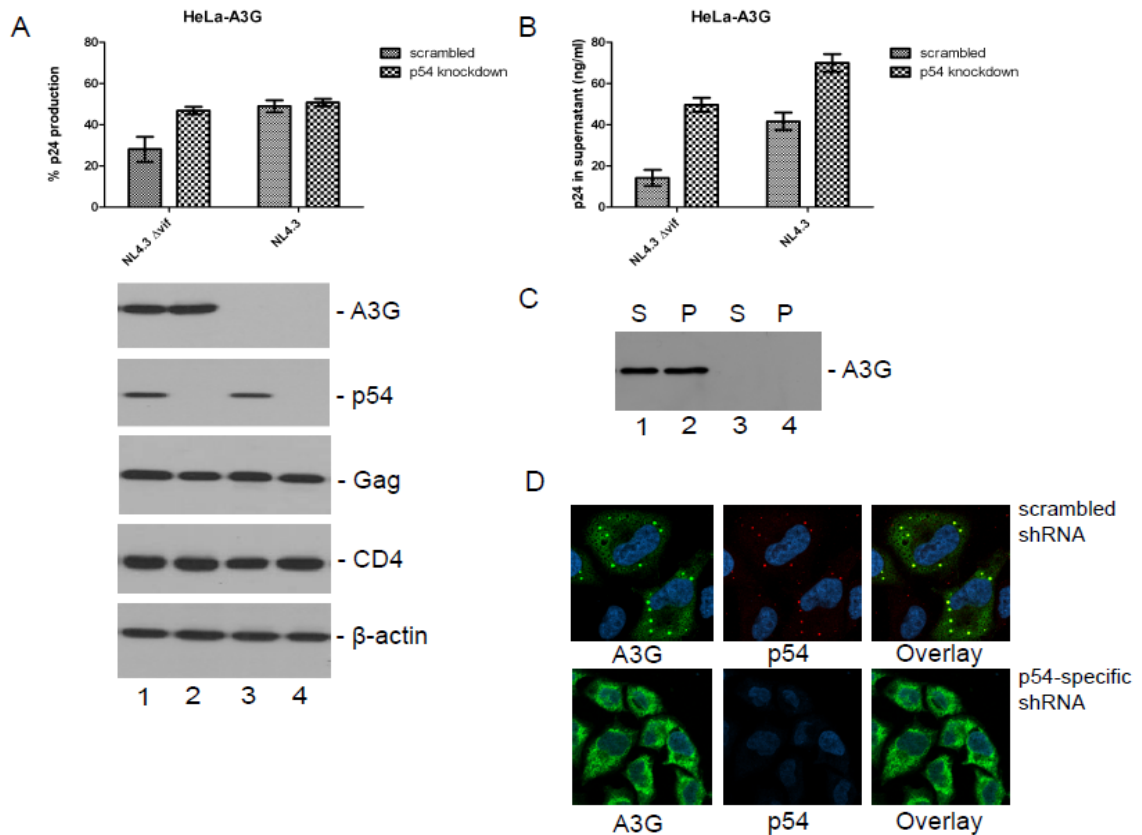 A
HeLa-A3G
% p24 production
80
60
40
20
0
NL4.3 Δvif
NL4.3
scrambled
p54 knockdown
- A3G
- p54
- Gag
- CD4
- β-actin
1 2 3 4
B
HeLa-A3G
p24 in supernatant (ng/ml)
80
60
40
20
0
NL4.3 Δvif
NL4.3
scrambled
p54 knockdown
C
S P S P
- A3G
1 2 3 4
D
scrambled
shRNA
A3G p54 Overlay
p54-specific
shRNA
A3G p54 Overlay